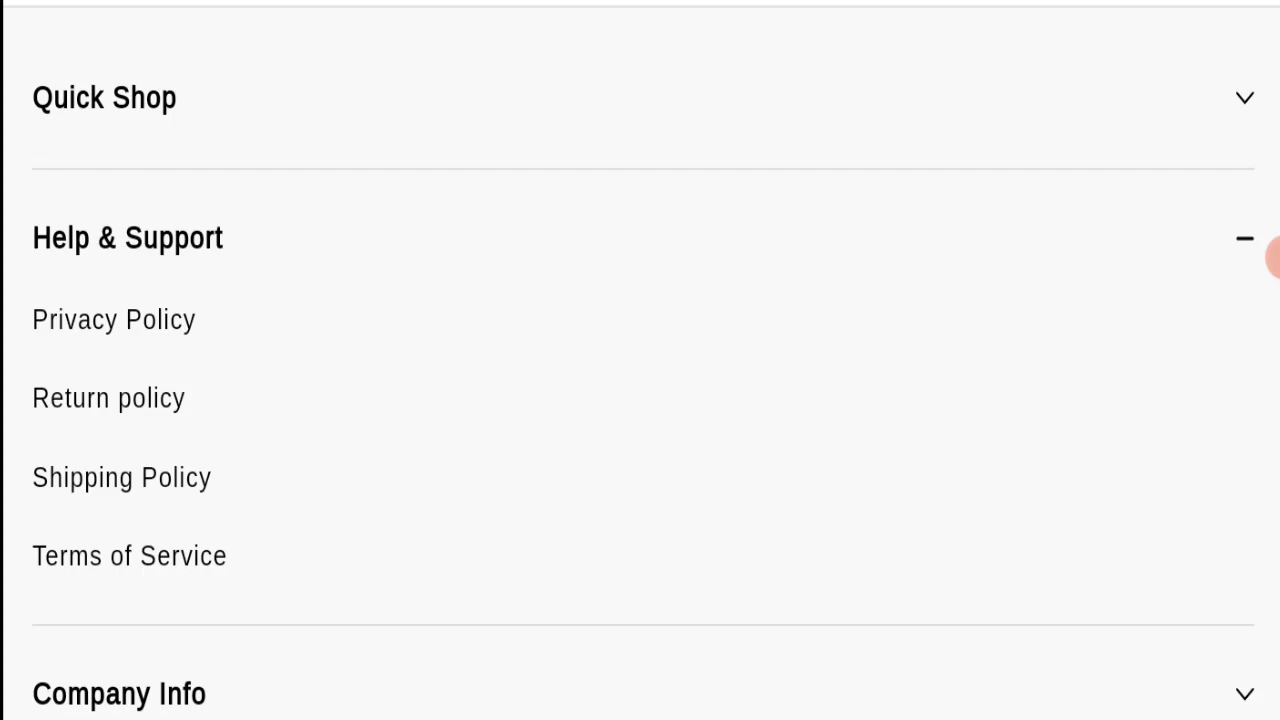 Quick Shop
Help & Support
Privacy Policy
Return policy
Shipping Policy
Terms of Service
Company Info